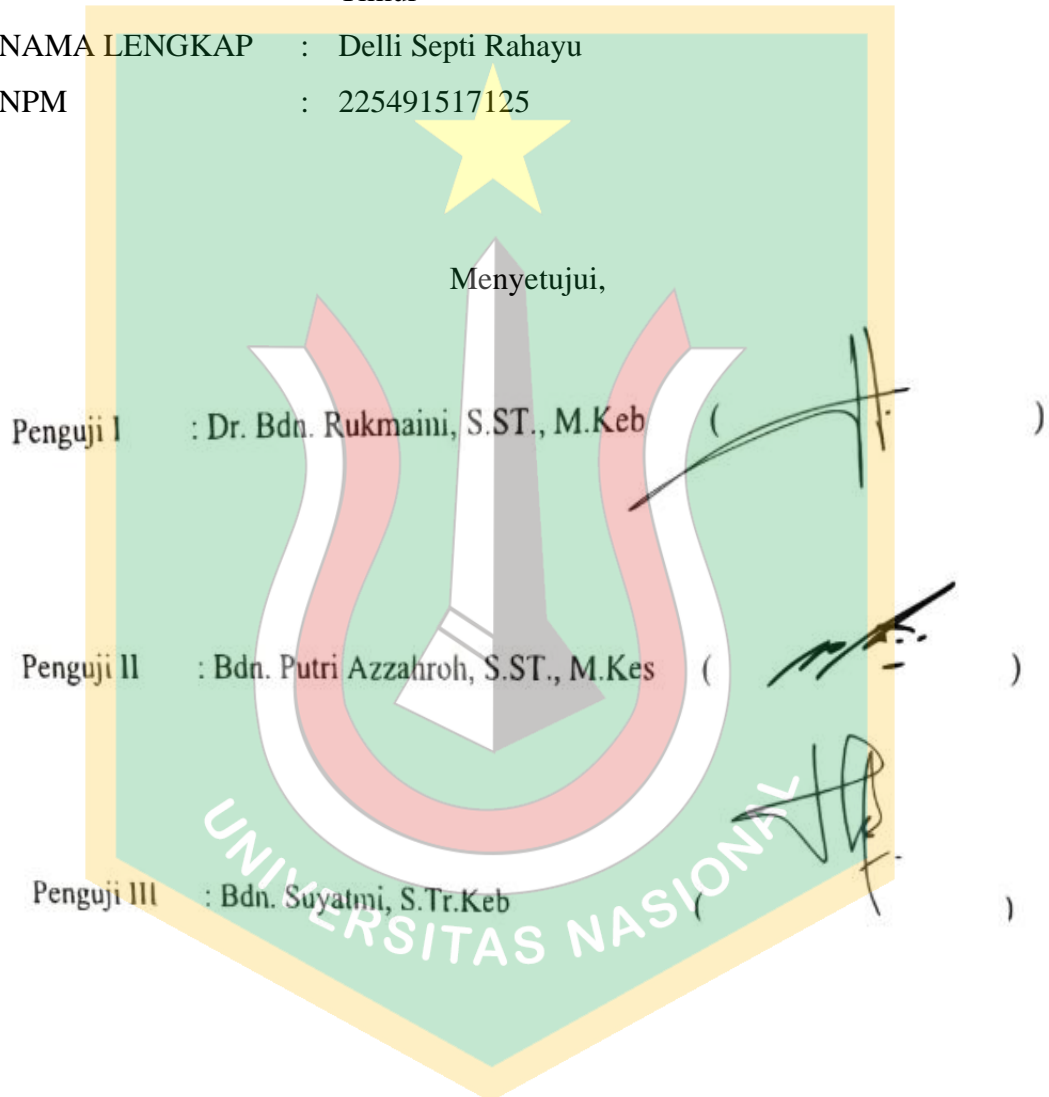 NAMA LENGKAP : Delli Septi Rahayu
NPM : 225491517125
Menyetujui,
Penguji I : Dr. Bdn. Rukmaini, S.ST., M.Keb ( )
Penguji II : Bdn. Putri Azzahroh, S.ST., M.Kes ( )
Penguji III : Bdn. Suyatmi, S.Tr.Keb ( )
UNIVERSITAS NASIONAL